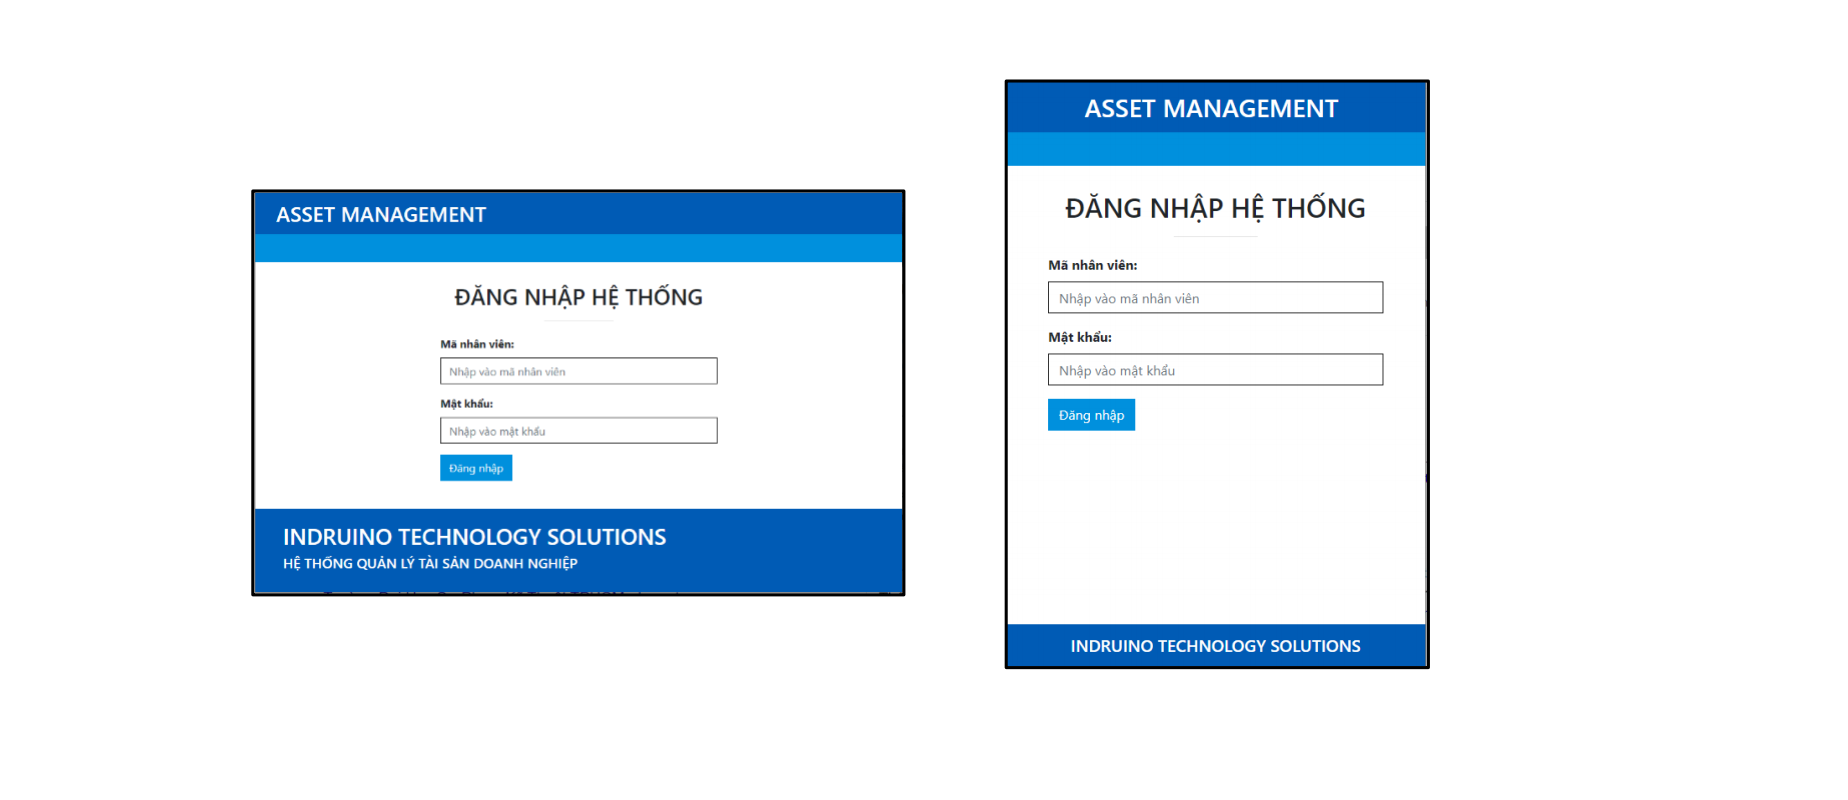 ASSET MANAGEMENT
ĐĂNG NHẬP HỆ THỐNG
Mã nhân viên:
Nhập vào mã nhân viên
Mật khẩu:
Nhập vào mật khẩu
Đăng nhập
INDRUINO TECHNOLOGY SOLUTIONS
HỆ THỐNG QUẢN LÝ TÀI SẢN DOANH NGHIỆP
ASSET MANAGEMENT
ĐĂNG NHẬP HỆ THỐNG
Mã nhân viên:
Nhập vào mã nhân viên
Mật khẩu:
Nhập vào mật khẩu
Đăng nhập
INDRUINO TECHNOLOGY SOLUTIONS